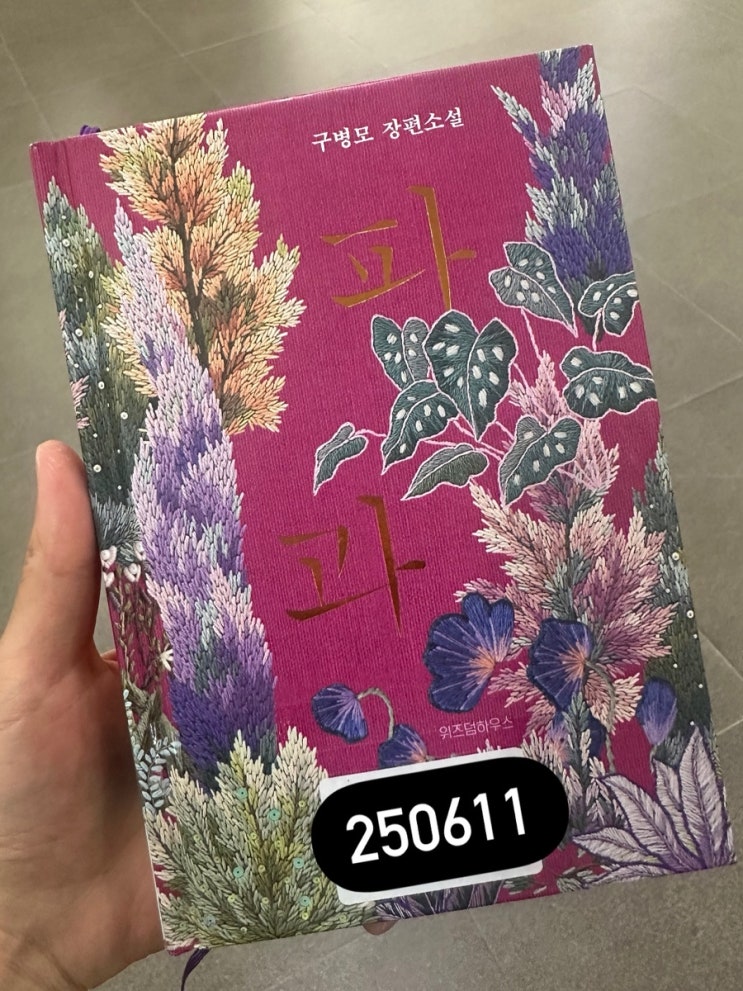 구병모 장편소설
파
과
위즈덤하우스
250611